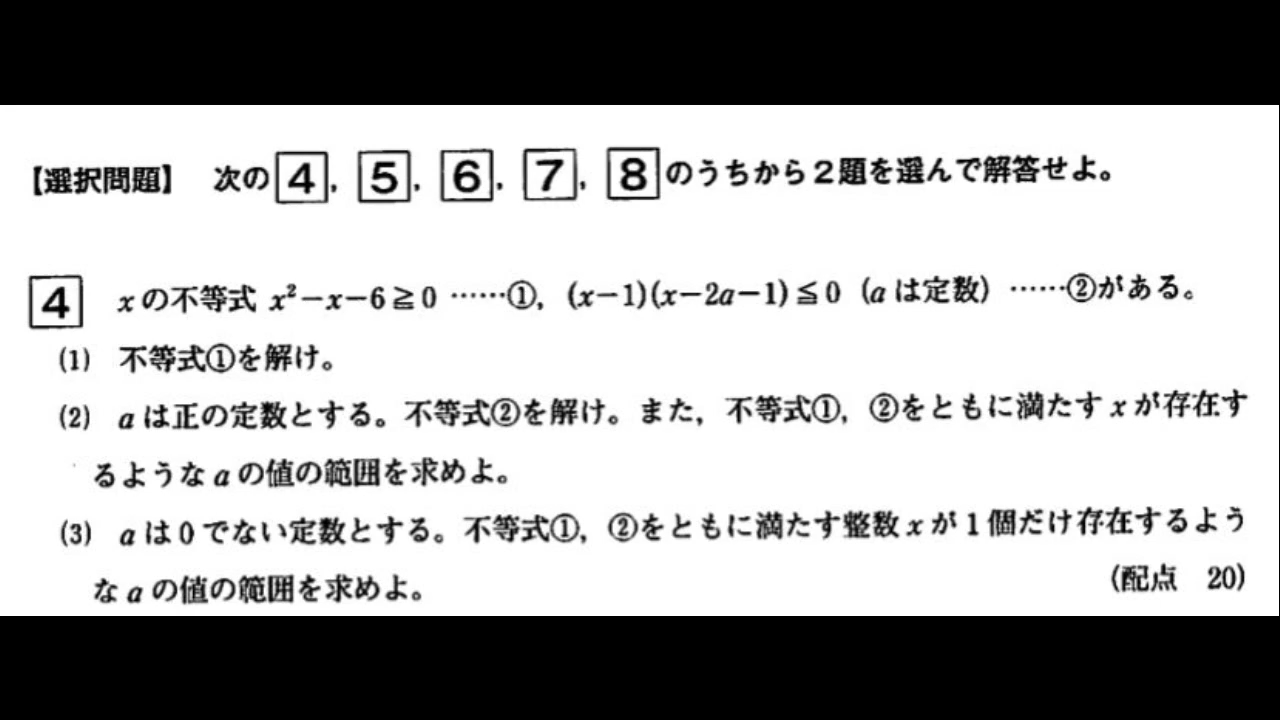 【選択問題】 次の 4, 5, 6, 7, 8 のうちから2題を選んで解答せよ。
4 xの不等式 x²−x−6≧0 ……①, (x−1)(x−2a−1)≦0 (aは定数) ……②がある。
(1) 不等式①を解け。
(2) aは正の定数とする。不等式②を解け。また，不等式①，②をともに満たすxが存在す
るようなaの値の範囲を求めよ。
(3) aは0でない定数とする。不等式①，②をともに満たす整数xが1個だけ存在するよう
なaの値の範囲を求めよ。
(配点 20)